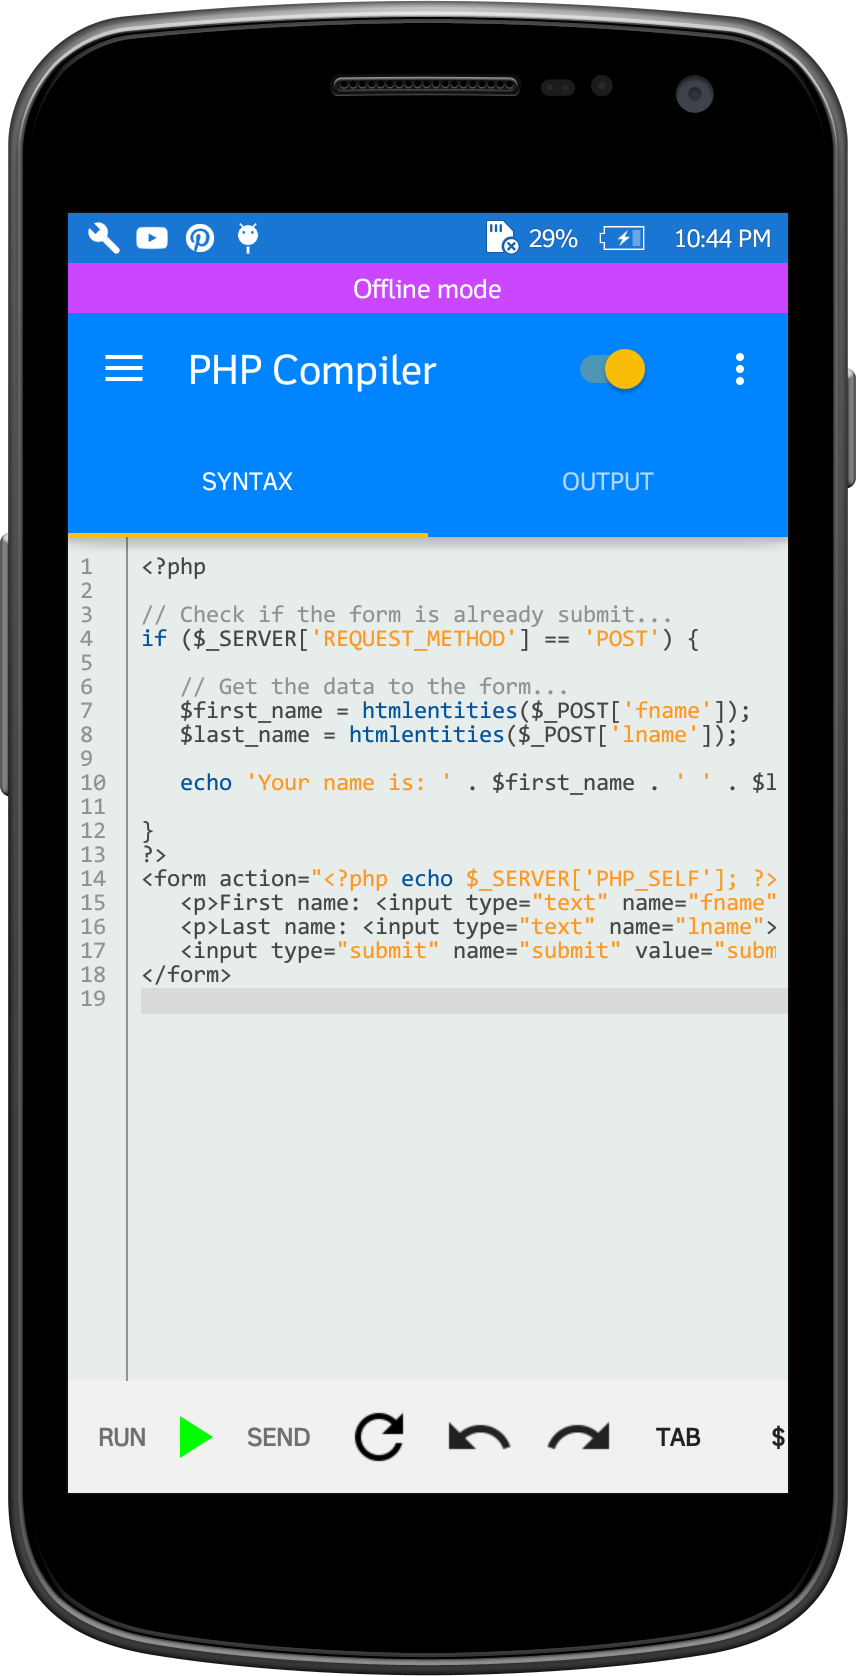 29% 10:44 PM
Offline mode
PHP Compiler
SYNTAX OUTPUT
1 <?php
2
3 // Check if the form is already submit...
4 if ($_SERVER['REQUEST_METHOD'] == 'POST') {
5
6 // Get the data to the form...
7 $first_name = htmlentities($_POST['fname']);
8 $last_name = htmlentities($_POST['lname']);
9
10 echo 'Your name is: ' . $first_name . ' ' . $l
11
12 }
13 ?>
14 <form action="<?php echo $_SERVER['PHP_SELF']; ?>
15 <p>First name: <input type="text" name="fname"
16 <p>Last name: <input type="text" name="lname">
17 <input type="submit" name="submit" value="subm
18 </form>
19
RUN SEND TAB $